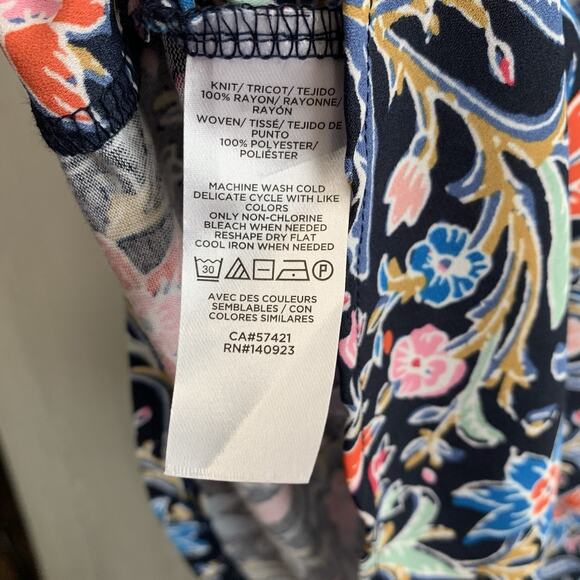 KNIT/ TRICOT/ TEJIDO
100% RAYON/ RAYONNE/
RAYÓN
WOVEN/ TISSÉ/ TEJIDO DE
PUNTO
100% POLYESTER/
POLIÉSTER
MACHINE WASH COLD
DELICATE CYCLE WITH LIKE
COLORS
ONLY NON-CHLORINE
BLEACH WHEN NEEDED
RESHAPE DRY FLAT
COOL IRON WHEN NEEDED
30 P
AVEC DES COULEURS
SEMBLABLES / CON
COLORES SIMILARES
CA#57421
RN#140923